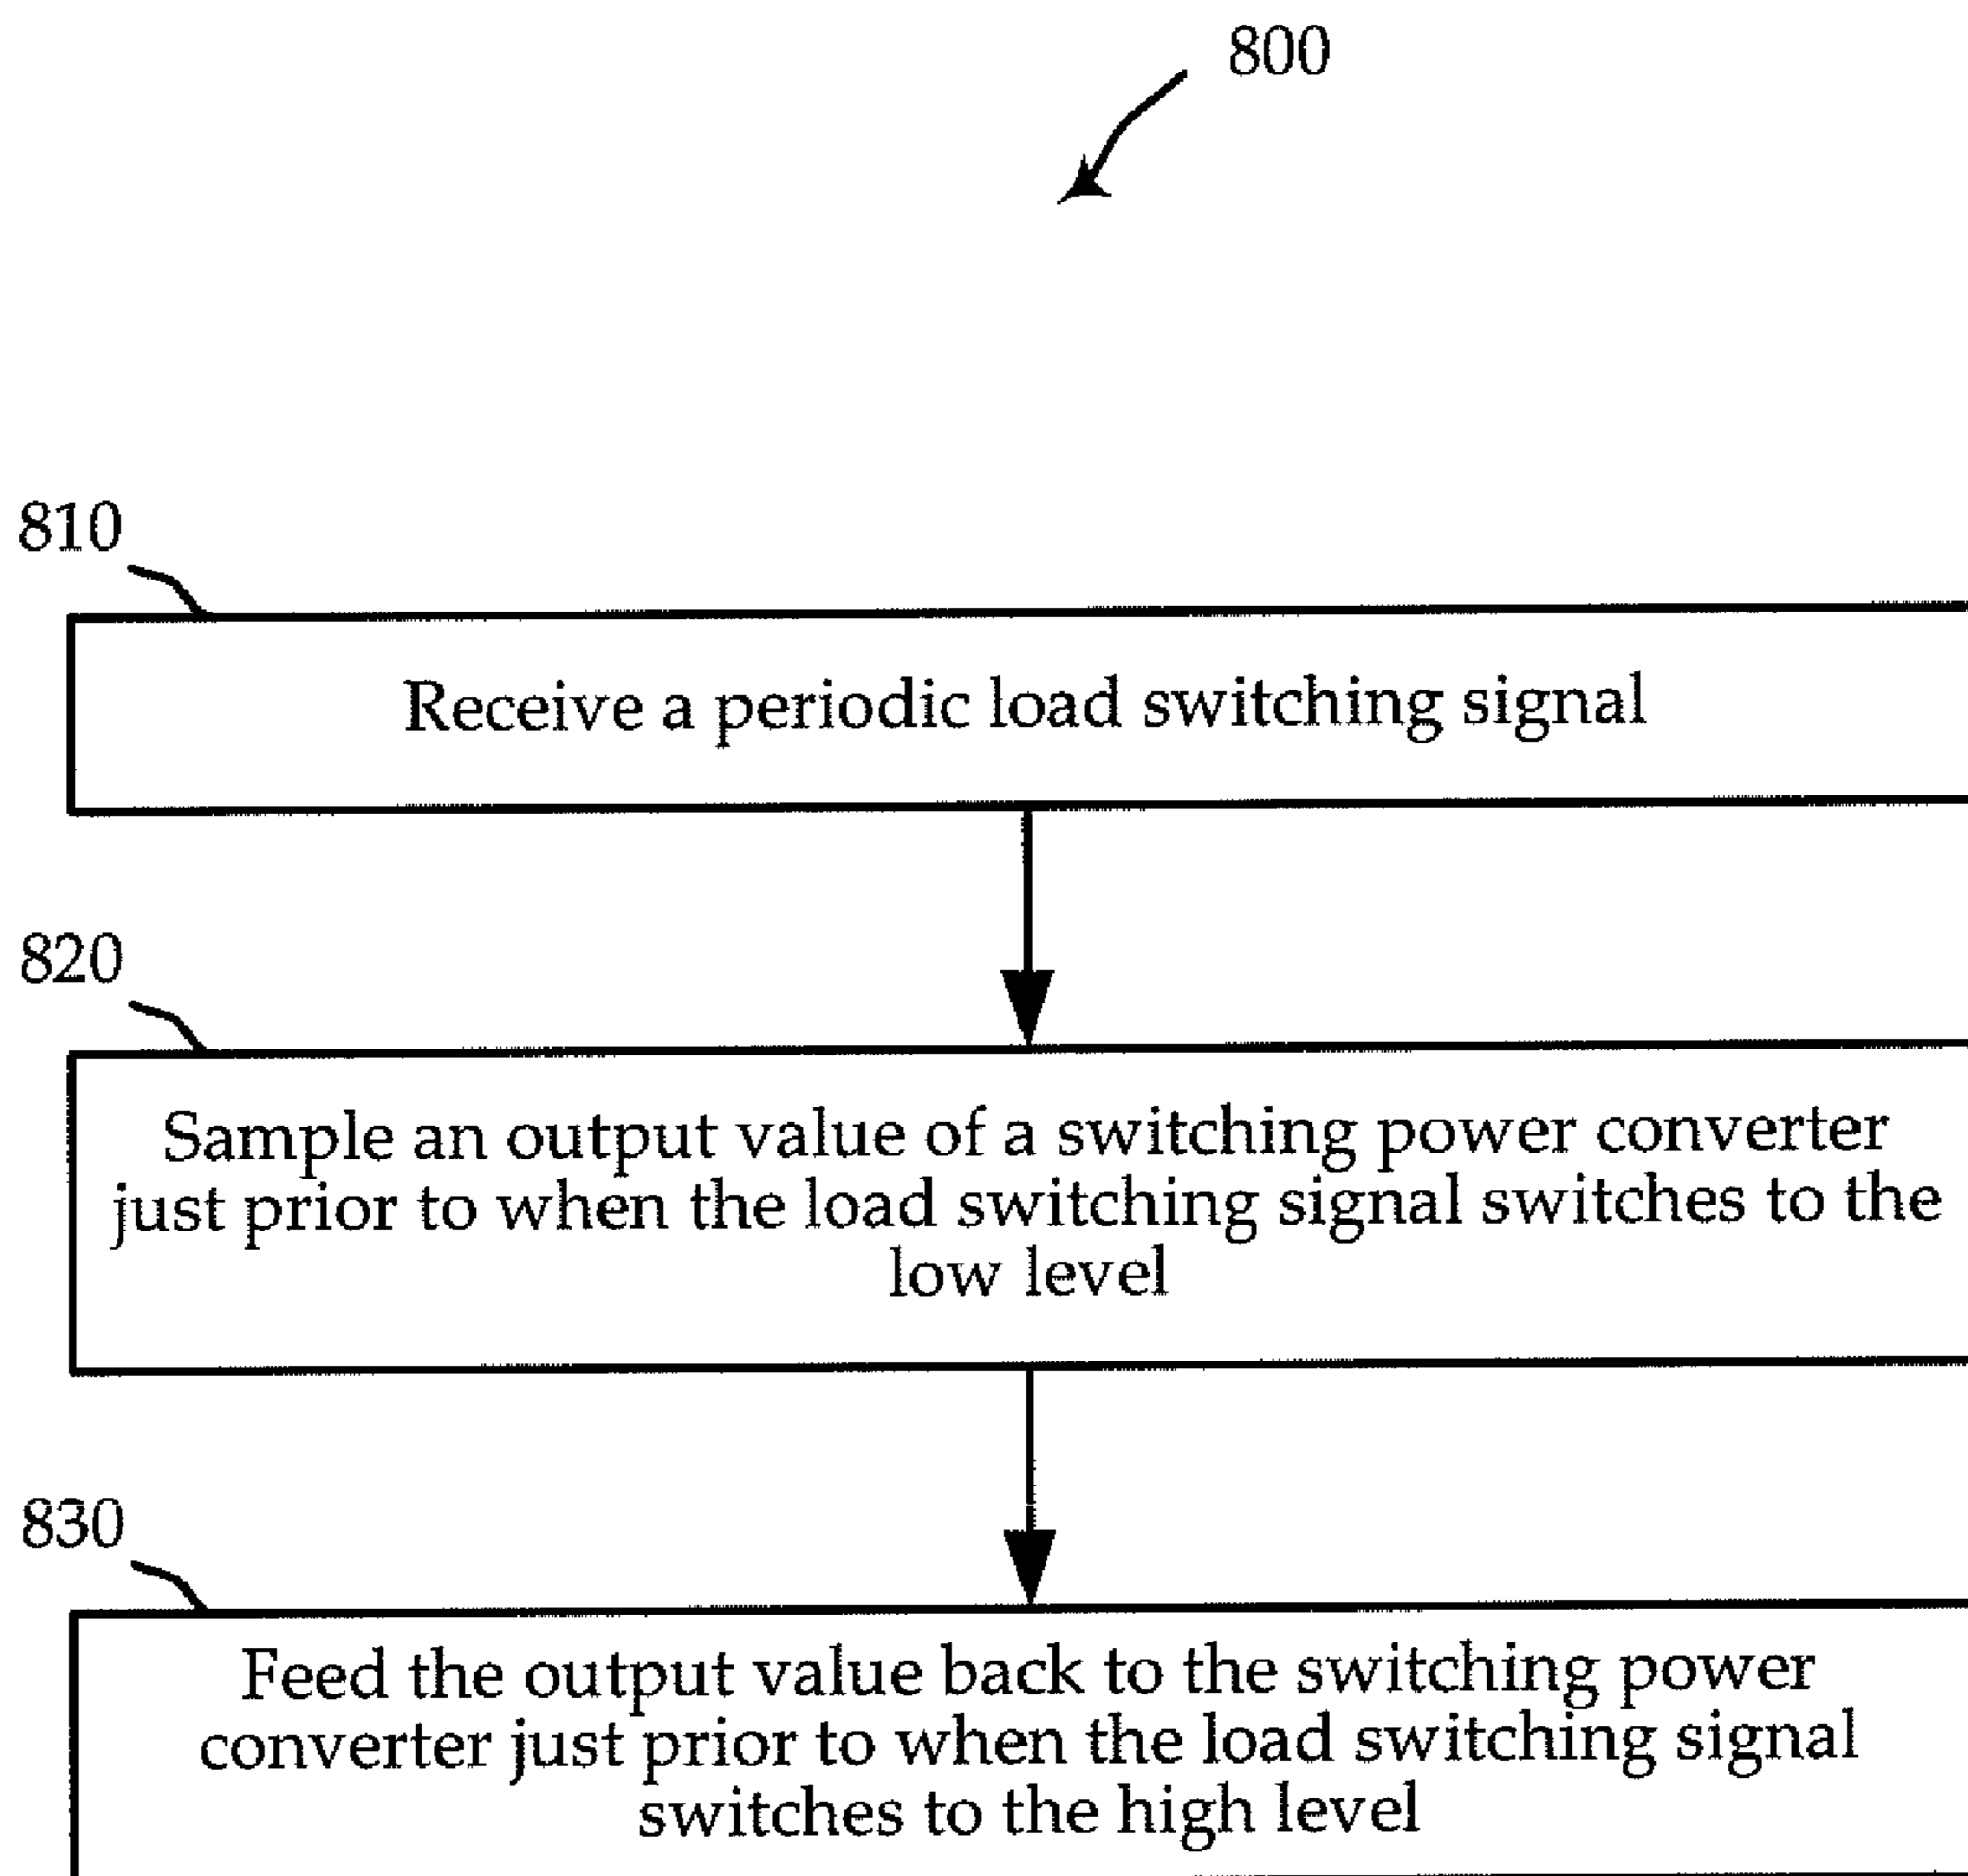 800
810
Receive a periodic load switching signal
820
Sample an output value of a switching power converter
just prior to when the load switching signal switches to the
low level
830
Feed the output value back to the switching power
converter just prior to when the load switching signal
switches to the high level